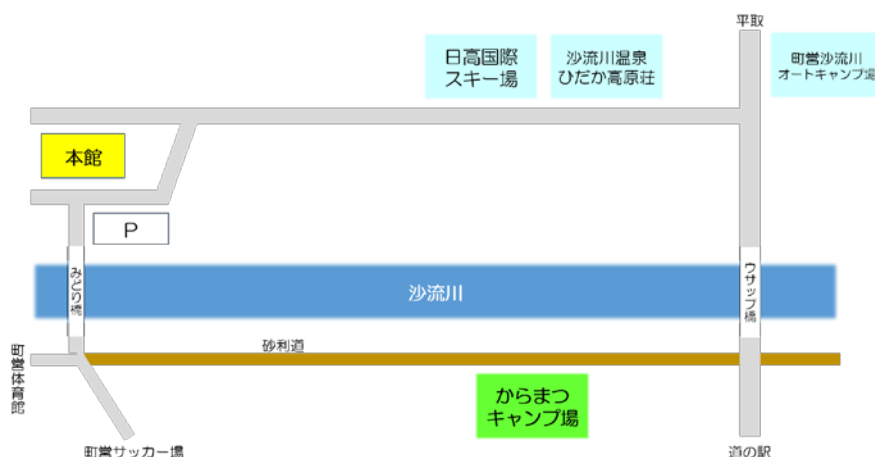 平取
日高国際
スキー場
沙流川温泉
ひだか高原荘
町営沙流川
オートキャンプ場
本館
P
みどり橋
沙流川
ウサップ橋
砂利道
町営体育館
からまつ
キャンプ場
町営サッカー場
道の駅